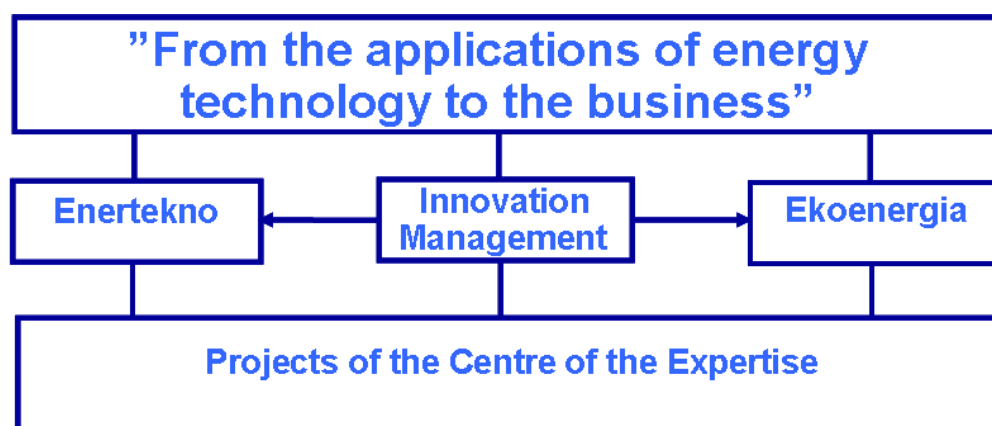 ”From the applications of energy
technology to the business”
Enertekno
Innovation
Management
Ekoenergia
Projects of the Centre of the Expertise